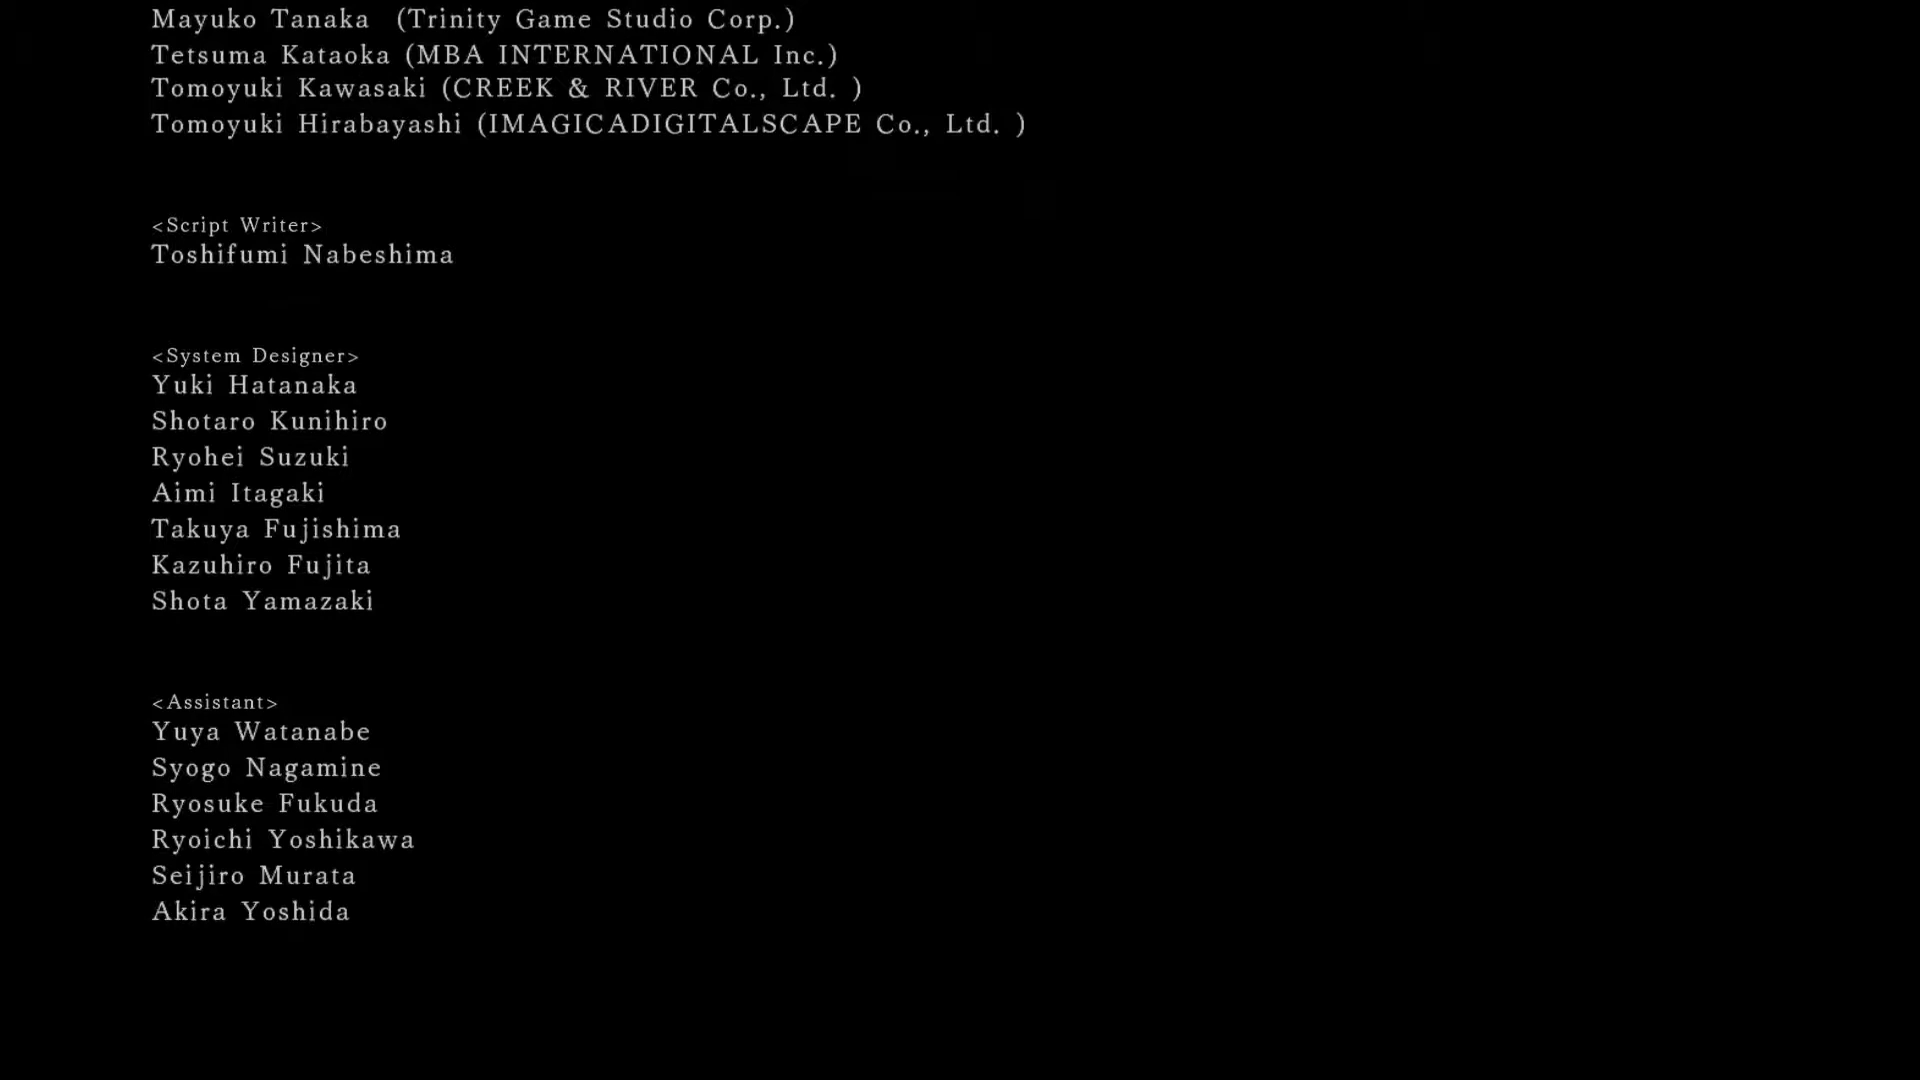 Mayuko Tanaka  (Trinity Game Studio Corp.)
Tetsuma Kataoka (MBA INTERNATIONAL Inc.)
Tomoyuki Kawasaki (CREEK & RIVER Co., Ltd. )
Tomoyuki Hirabayashi (IMAGICADIGITALSCAPE Co., Ltd. )
<Script Writer>
Toshifumi Nabeshima
<System Designer>
Yuki Hatanaka
Shotaro Kunihiro
Ryohei Suzuki
Aimi Itagaki
Takuya Fujishima
Kazuhiro Fujita
Shota Yamazaki
<Assistant>
Yuya Watanabe
Syogo Nagamine
Ryosuke Fukuda
Ryoichi Yoshikawa
Seijiro Murata
Akira Yoshida